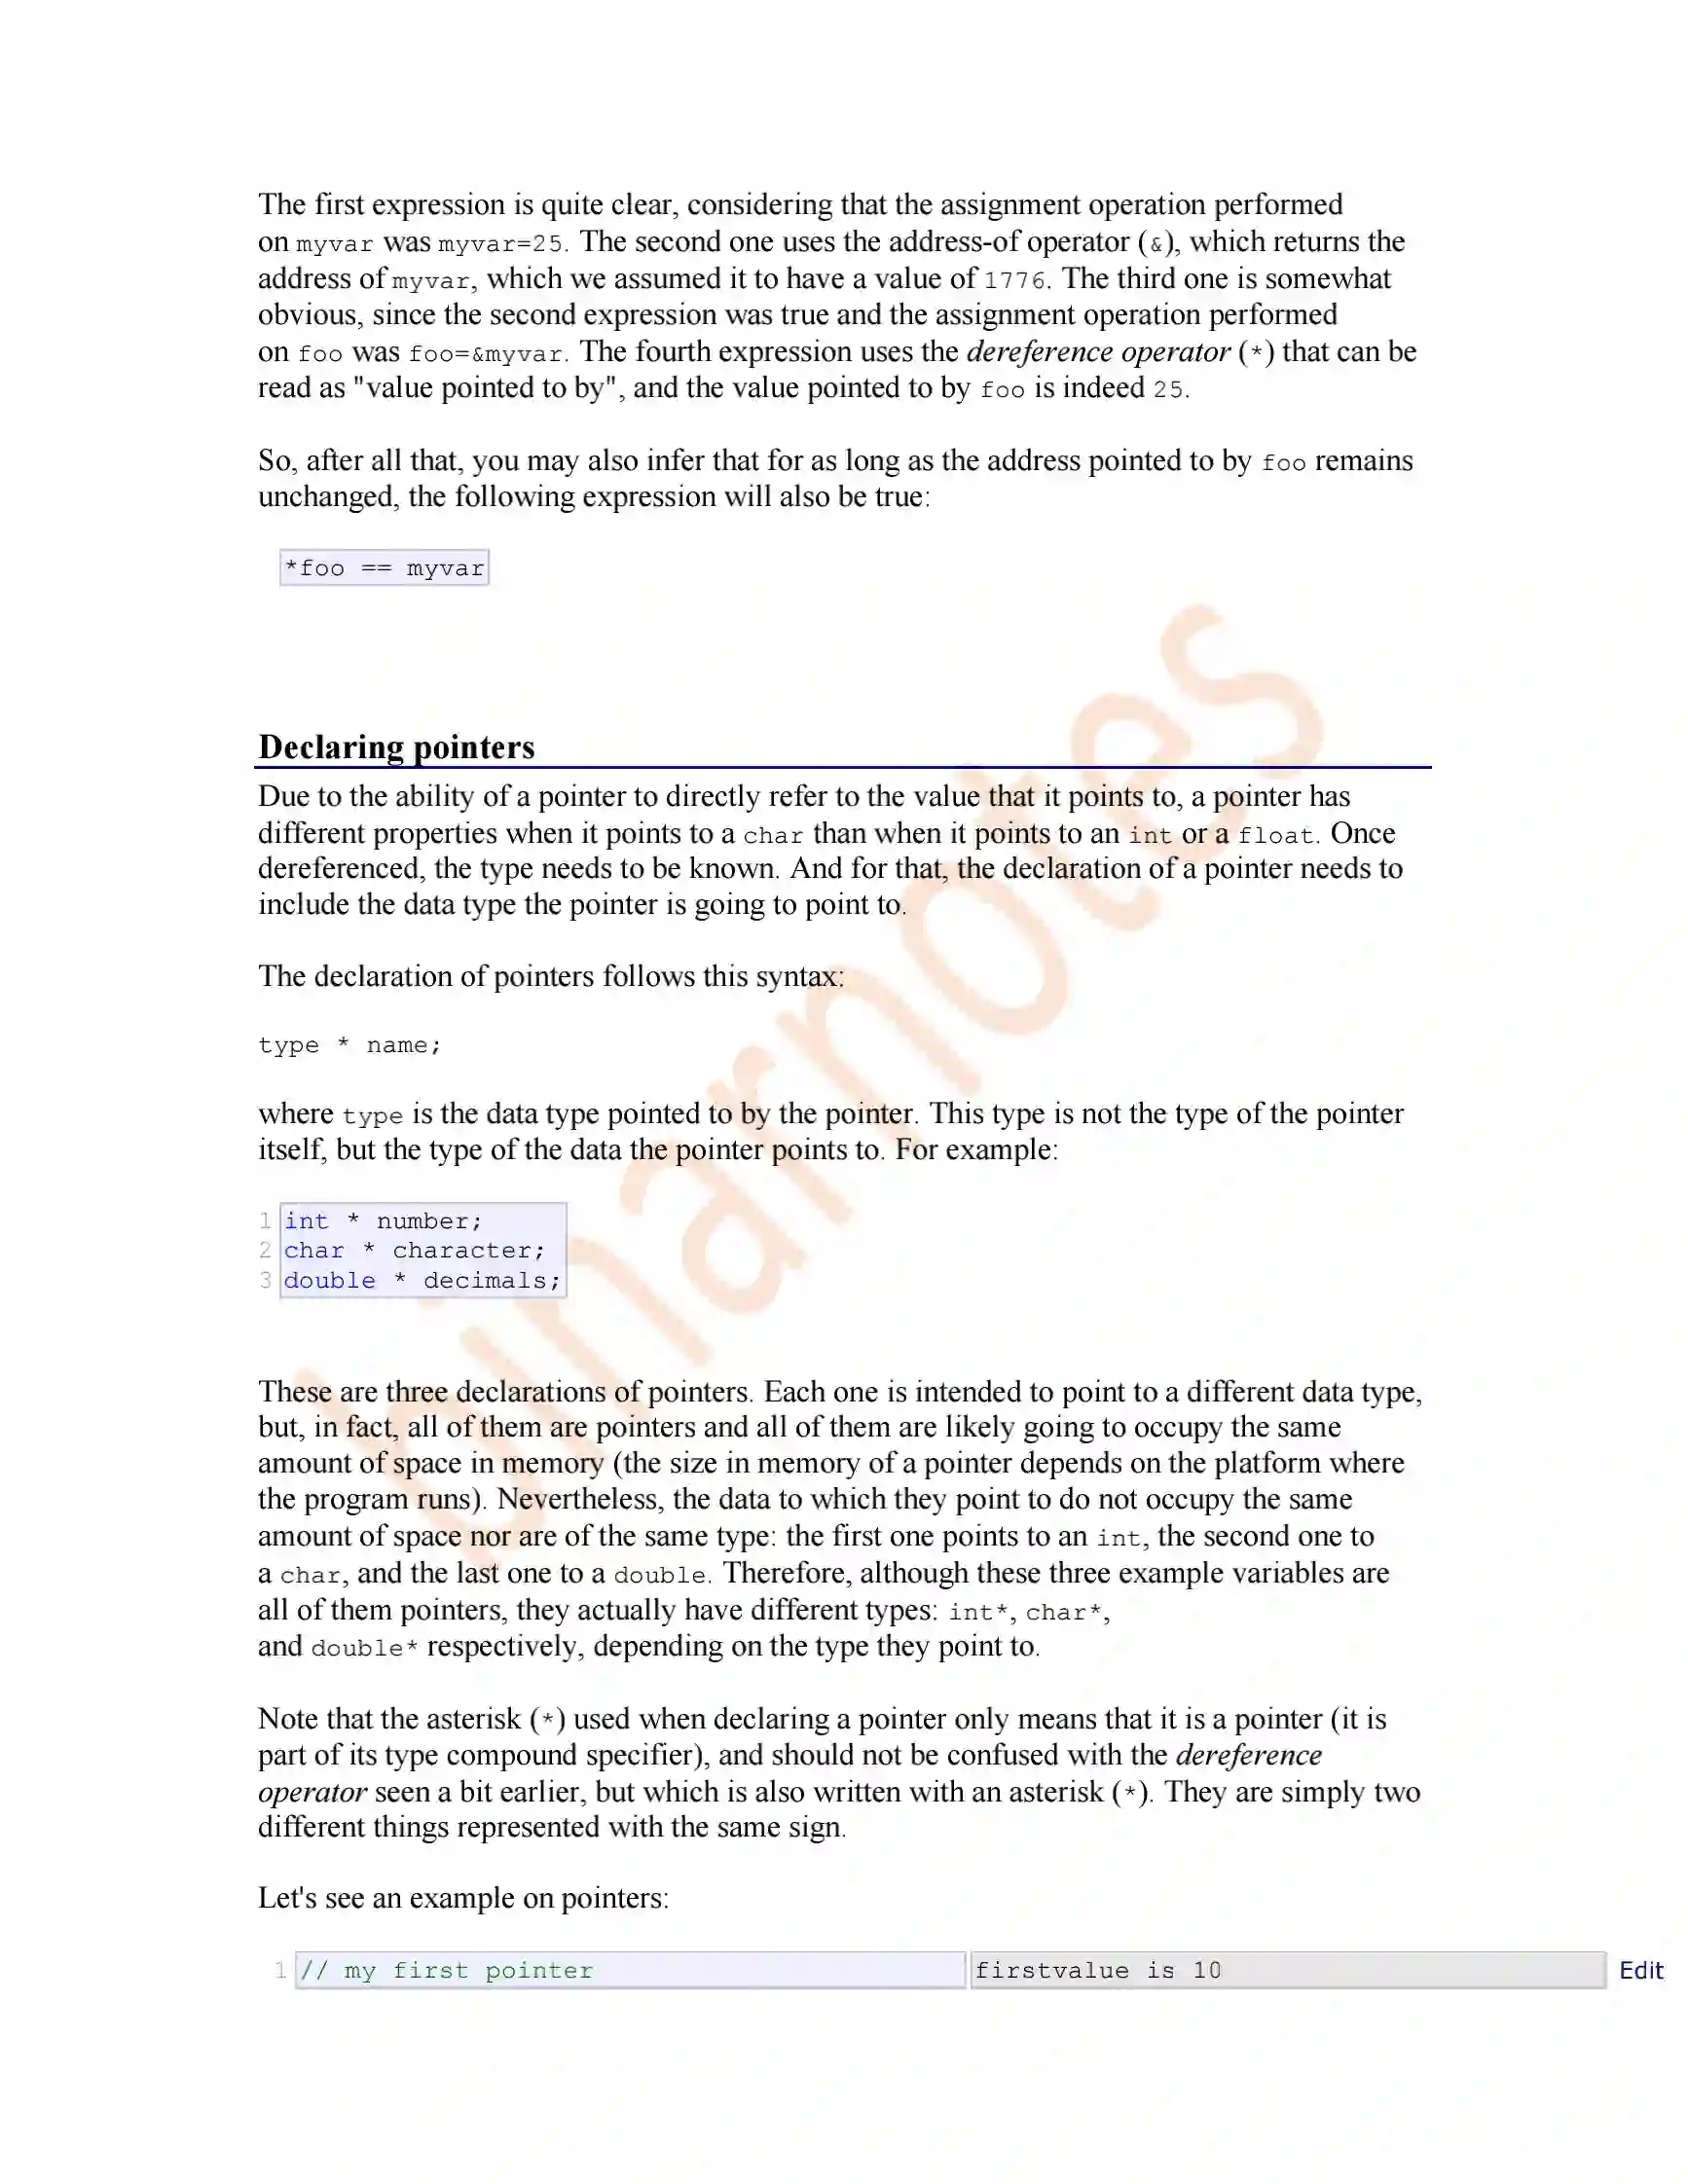 The first expression is quite clear, considering that the assignment operation performed
on myvar was myvar=25. The second one uses the address-of operator (&), which returns the
address of myvar, which we assumed it to have a value of 1776. The third one is somewhat
obvious, since the second expression was true and the assignment operation performed
on foo was foo=&myvar. The fourth expression uses the dereference operator (*) that can be
read as "value pointed to by", and the value pointed to by foo is indeed 25.
So, after all that, you may also infer that for as long as the address pointed to by foo remains
unchanged, the following expression will also be true:
*foo == myvar
Declaring pointers
Due to the ability of a pointer to directly refer to the value that it points to, a pointer has
different properties when it points to a char than when it points to an int or a float. Once
dereferenced, the type needs to be known. And for that, the declaration of a pointer needs to
include the data type the pointer is going to point to.
The declaration of pointers follows this syntax:
type * name;
where type is the data type pointed to by the pointer. This type is not the type of the pointer
itself, but the type of the data the pointer points to. For example:
1 int * number;
2 char * character;
3 double * decimals;
These are three declarations of pointers. Each one is intended to point to a different data type,
but, in fact, all of them are pointers and all of them are likely going to occupy the same
amount of space in memory (the size in memory of a pointer depends on the platform where
the program runs). Nevertheless, the data to which they point to do not occupy the same
amount of space nor are of the same type: the first one points to an int, the second one to
a char, and the last one to a double. Therefore, although these three example variables are
all of them pointers, they actually have different types: int*, char*,
and double* respectively, depending on the type they point to.
Note that the asterisk (*) used when declaring a pointer only means that it is a pointer (it is
part of its type compound specifier), and should not be confused with the dereference
operator seen a bit earlier, but which is also written with an asterisk (*). They are simply two
different things represented with the same sign.
Let's see an example on pointers:
1 // my first pointer firstvalue is 10 Edit
binarnotes